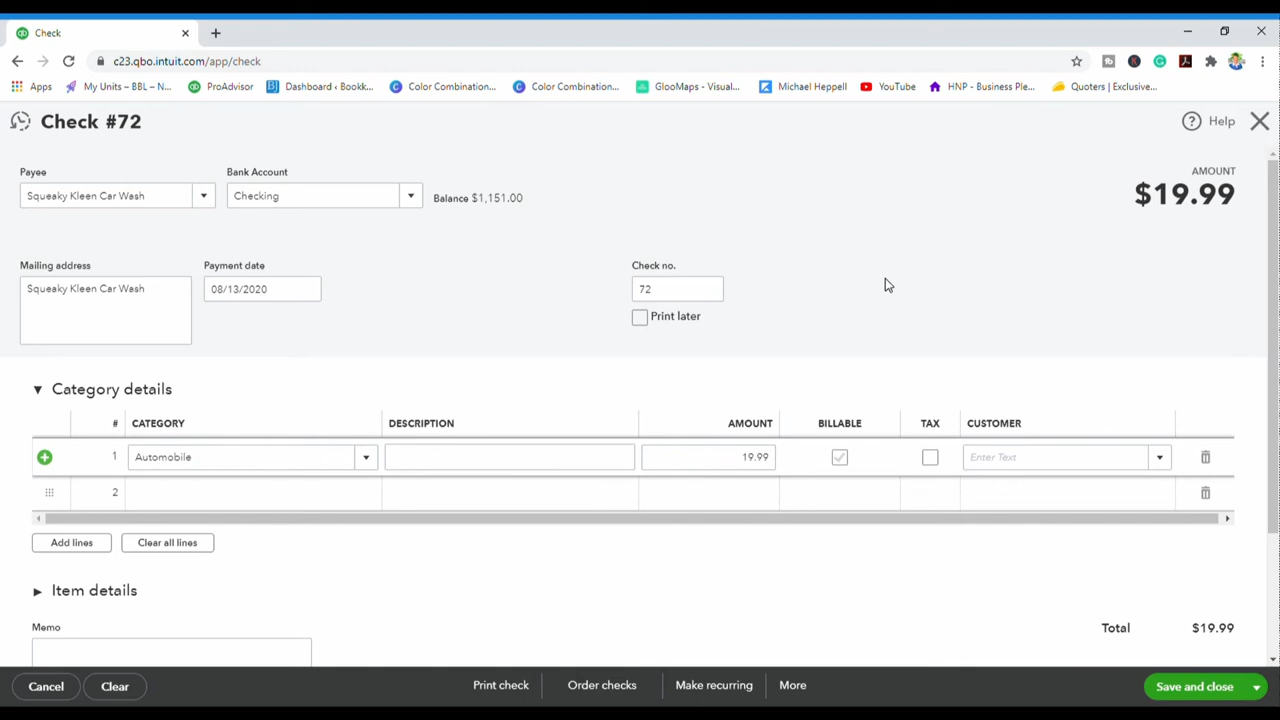 Check
c23.qbo.intuit.com/app/check
Apps My Units – BBL – N... ProAdvisor Dashboard ‹ Bookk... Color Combination... Color Combination... GlooMaps - Visual... Michael Heppell YouTube HNP - Business Ple... Quoters | Exclusive...
Check #72
Help
Payee Bank Account AMOUNT
Squeaky Kleen Car Wash Checking Balance $1,151.00 $19.99
Mailing address Payment date Check no.
Squeaky Kleen Car Wash 08/13/2020 72
Print later
Category details
# CATEGORY DESCRIPTION AMOUNT BILLABLE TAX CUSTOMER
1 Automobile 19.99 Enter Text
2
Add lines Clear all lines
Item details
Memo Total $19.99
Cancel Clear Print check Order checks Make recurring More Save and close